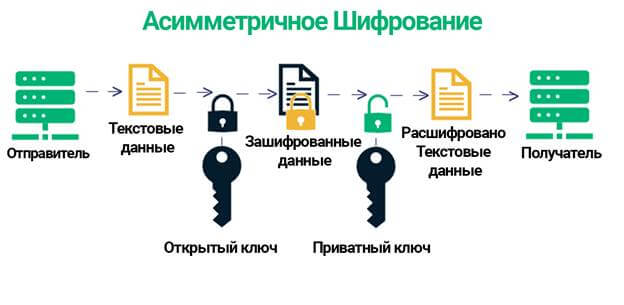 Асимметричное Шифрование
Отправитель
Текстовые
данные
Зашифрованные
данные
Расшифровано
Текстовые
данные
Получатель
Открытый ключ
Приватный ключ